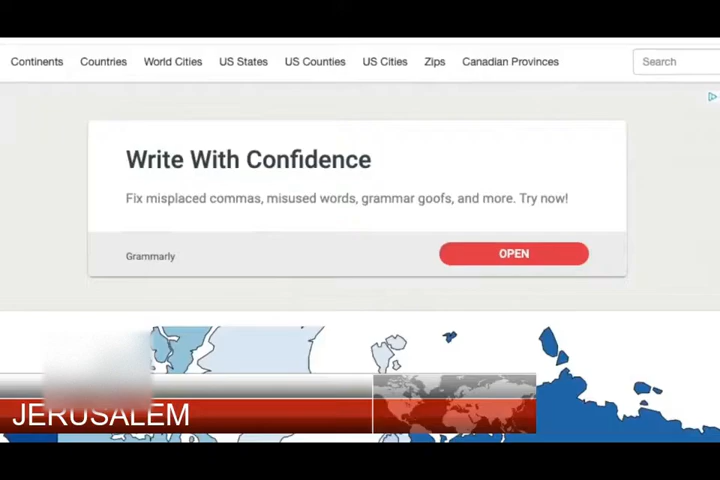 Continents Countries World Cities US States US Counties US Cities Zips Canadian Provinces Search
Write With Confidence
Fix misplaced commas, misused words, grammar goofs, and more. Try now!
Grammarly OPEN
JERUSALEM